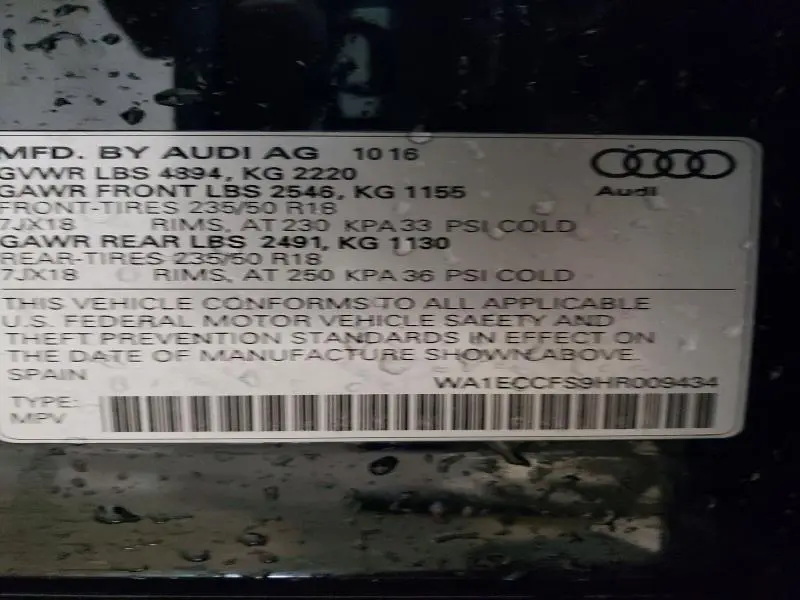 MFD. BY AUDI AG 10 16
GVWR LBS 4894, KG 2220
GAWR FRONT LBS 2546, KG 1155
FRONT-TIRES 235/50 R18
7JX18 RIMS, AT 230 KPA 33 PSI COLD
GAWR REAR LBS 2491, KG 1130
REAR-TIRES 235/50 R18
7JX18 RIMS, AT 250 KPA 36 PSI COLD
Audi
THIS VEHICLE CONFORMS TO ALL APPLICABLE
U.S. FEDERAL MOTOR VEHICLE SAFETY AND
THEFT PREVENTION STANDARDS IN EFFECT ON
THE DATE OF MANUFACTURE SHOWN ABOVE.
SPAIN
WA1ECCFS9HR009434
TYPE:
MPV